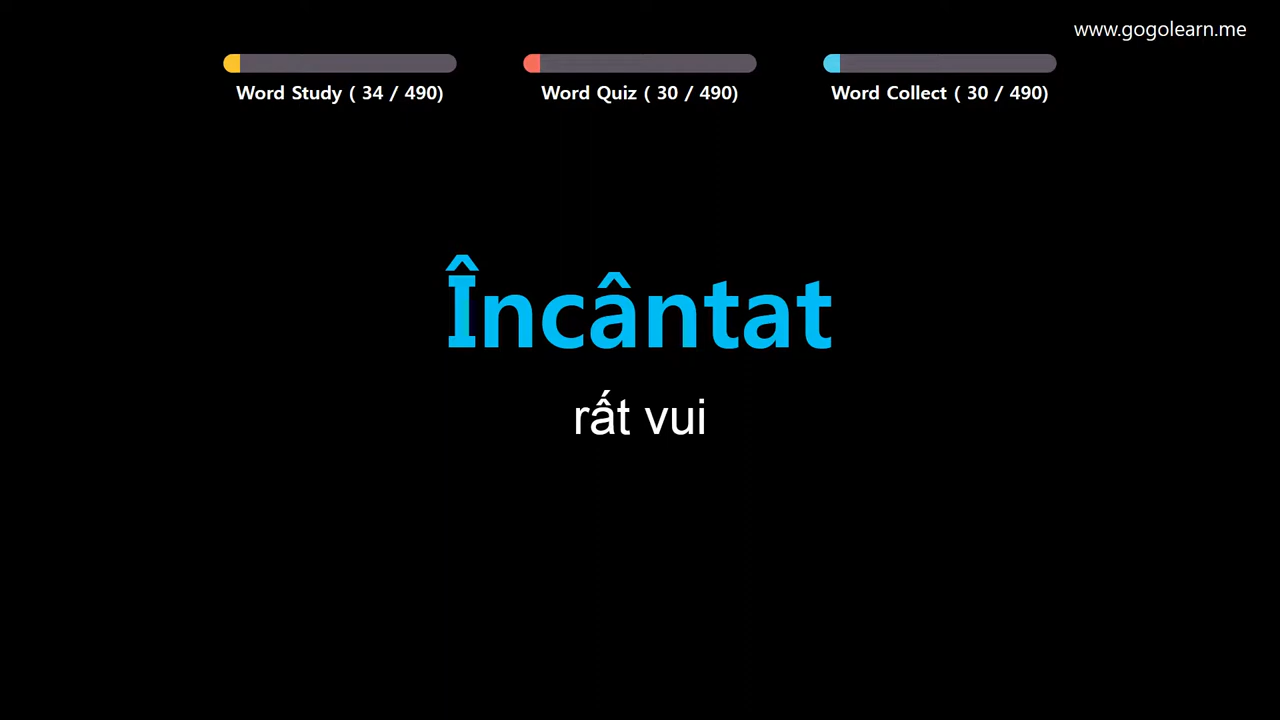 www.gogolearn.me
Word Study ( 34 / 490)
Word Quiz ( 30 / 490)
Word Collect ( 30 / 490)
Încântat
rất vui